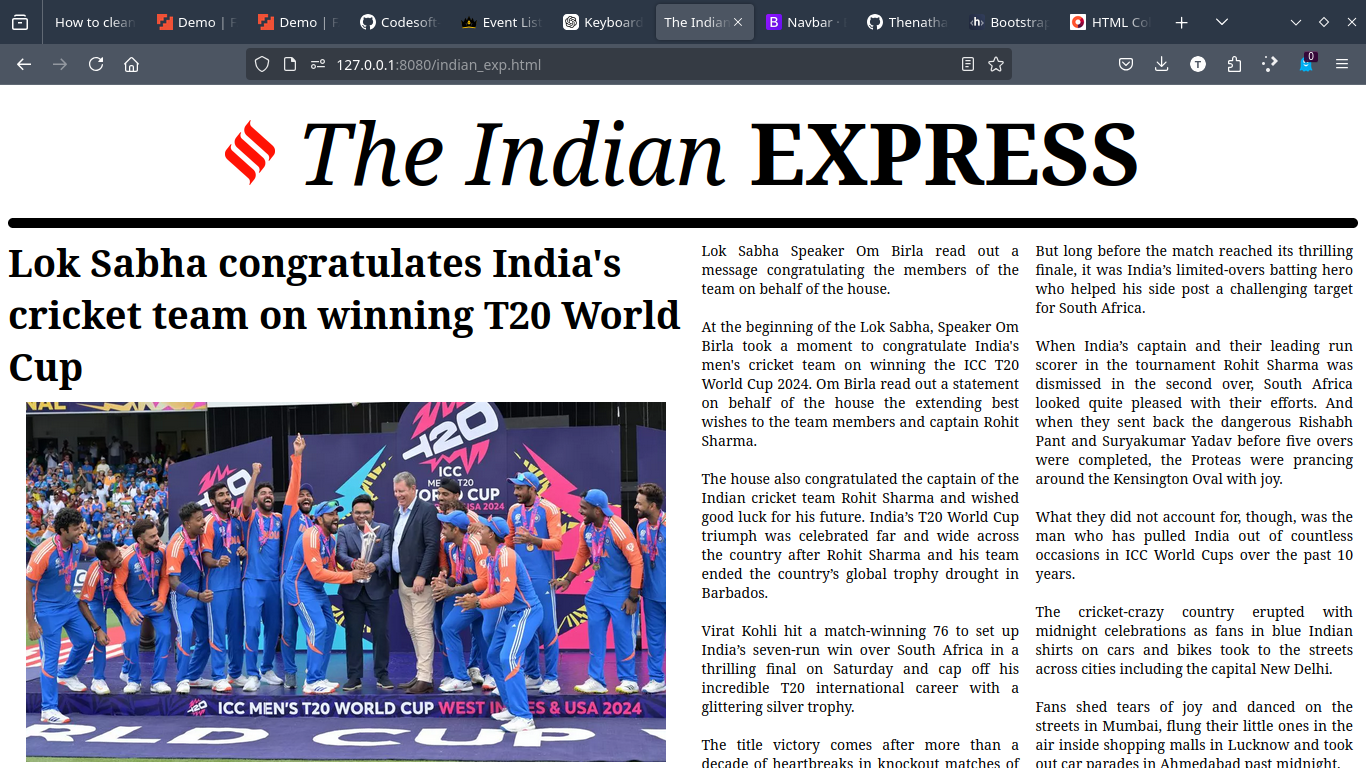 How to clean
Demo | F
Demo | F
Codesoft
Event List
Keyboard
The Indian
Navbar ·
Thenatha
Bootstrap
HTML Co
127.0.0.1:8080/indian_exp.html
T
0
The Indian EXPRESS
Lok Sabha congratulates India's
cricket team on winning T20 World
Cup
NAL
T20
ICC
MEN'S T20
WORLD CUP
USA 2024
ICC MEN'S T20 WORLD CUP WEST INDIES & USA 2024
RLD CUP
Lok Sabha Speaker Om Birla read out a
message congratulating the members of the
team on behalf of the house.
At the beginning of the Lok Sabha, Speaker Om
Birla took a moment to congratulate India's
men's cricket team on winning the ICC T20
World Cup 2024. Om Birla read out a statement
on behalf of the house the extending best
wishes to the team members and captain Rohit
Sharma.
The house also congratulated the captain of the
Indian cricket team Rohit Sharma and wished
good luck for his future. India’s T20 World Cup
triumph was celebrated far and wide across
the country after Rohit Sharma and his team
ended the country’s global trophy drought in
Barbados.
Virat Kohli hit a match-winning 76 to set up
India’s seven-run win over South Africa in a
thrilling final on Saturday and cap off his
incredible T20 international career with a
glittering silver trophy.
The title victory comes after more than a
decade of heartbreaks in knockout matches of
But long before the match reached its thrilling
finale, it was India’s limited-overs batting hero
who helped his side post a challenging target
for South Africa.
When India’s captain and their leading run
scorer in the tournament Rohit Sharma was
dismissed in the second over, South Africa
looked quite pleased with their efforts. And
when they sent back the dangerous Rishabh
Pant and Suryakumar Yadav before five overs
were completed, the Proteas were prancing
around the Kensington Oval with joy.
What they did not account for, though, was the
man who has pulled India out of countless
occasions in ICC World Cups over the past 10
years.
The cricket-crazy country erupted with
midnight celebrations as fans in blue Indian
shirts on cars and bikes took to the streets
across cities including the capital New Delhi.
Fans shed tears of joy and danced on the
streets in Mumbai, flung their little ones in the
air inside shopping malls in Lucknow and took
out car parades in Ahmedabad past midnight.